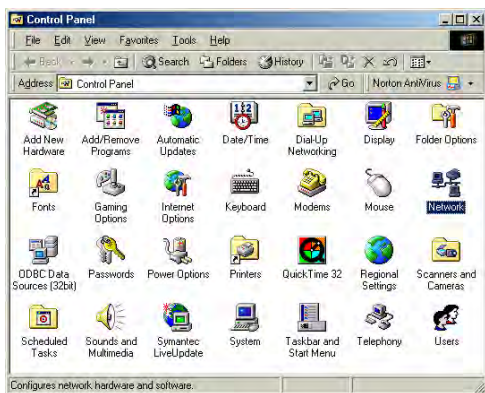 Control Panel
File Edit View Favorites Tools Help
Back Search Folders History
Address Control Panel Go Norton AntiVirus
Add New Hardware
Add/Remove Programs
Automatic Updates
Date/Time
Dial-Up Networking
Display
Folder Options
Fonts
Gaming Options
Internet Options
Keyboard
Modems
Mouse
Network
ODBC Data Sources (32bit)
Passwords
Power Options
Printers
QuickTime 32
Regional Settings
Scanners and Cameras
Scheduled Tasks
Sounds and Multimedia
Symantec LiveUpdate
System
Taskbar and Start Menu
Telephony
Users
Configures network hardware and software.